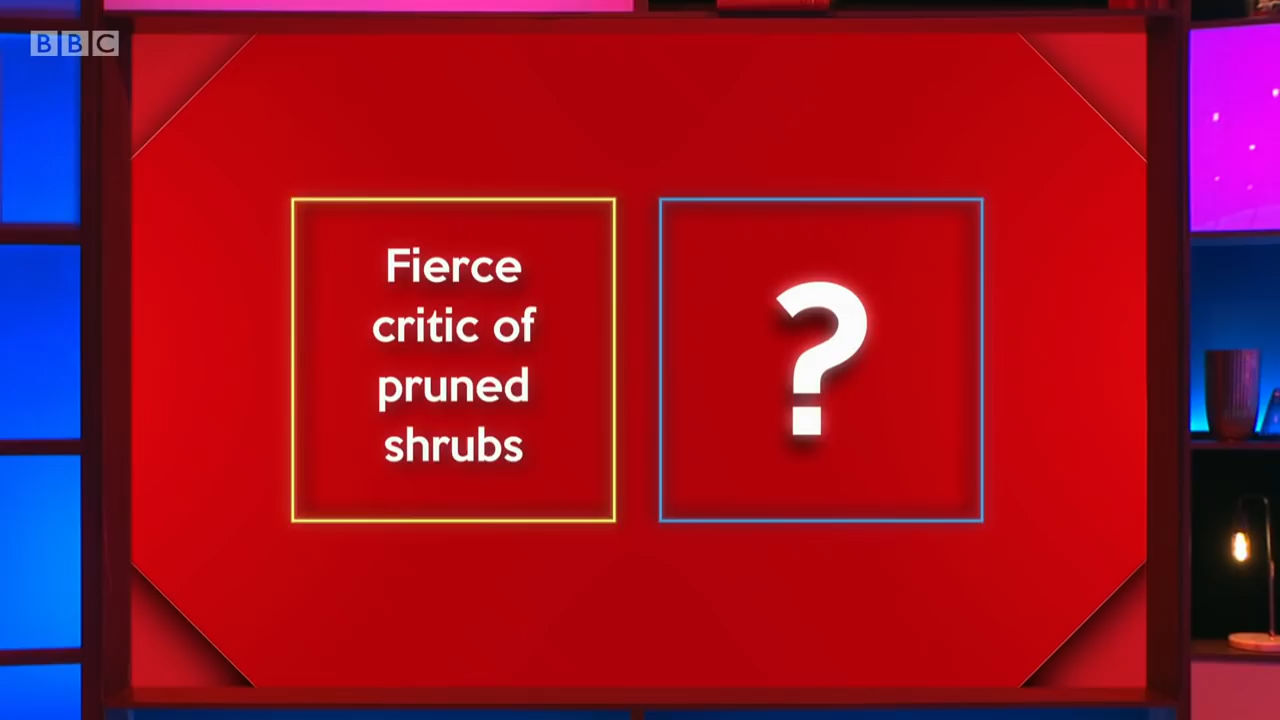 BBC
Fierce
critic of
pruned
shrubs
?